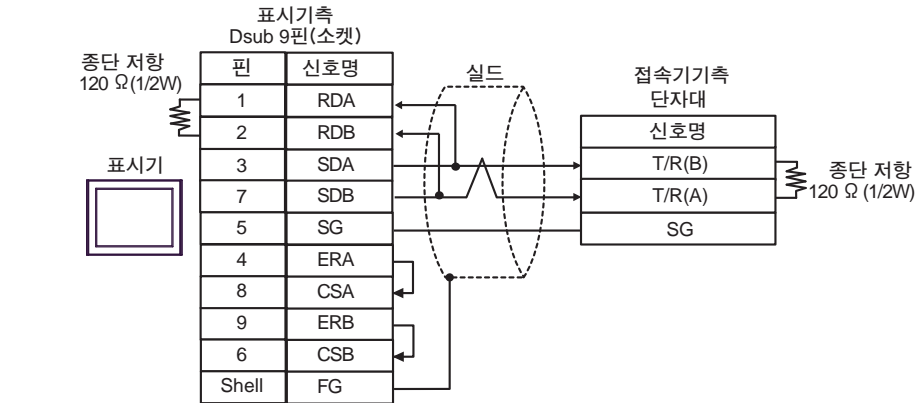 표시기측
Dsub 9핀(소켓)
종단 저항
120 Ω(1/2W)
핀 신호명
1 RDA
2 RDB
3 SDA
7 SDB
5 SG
4 ERA
8 CSA
9 ERB
6 CSB
Shell FG
표시기
실드
접속기기측
단자대
신호명
T/R(B)
T/R(A)
SG
종단 저항
120 Ω (1/2W)